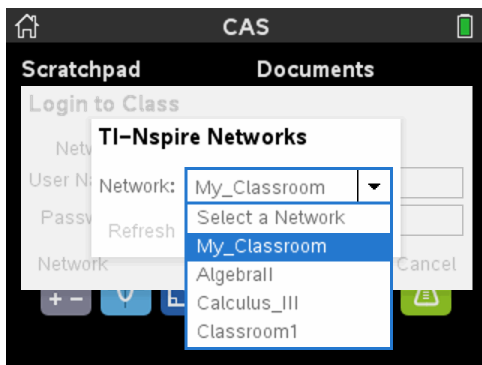 CAS
Scratchpad Documents
Login to Class
TI-Nspire Networks
Network: My_Classroom
User
Select a Network
Refresh
My_Classroom
Network
AlgebraII
Cancel
Calculus_III
Classroom1